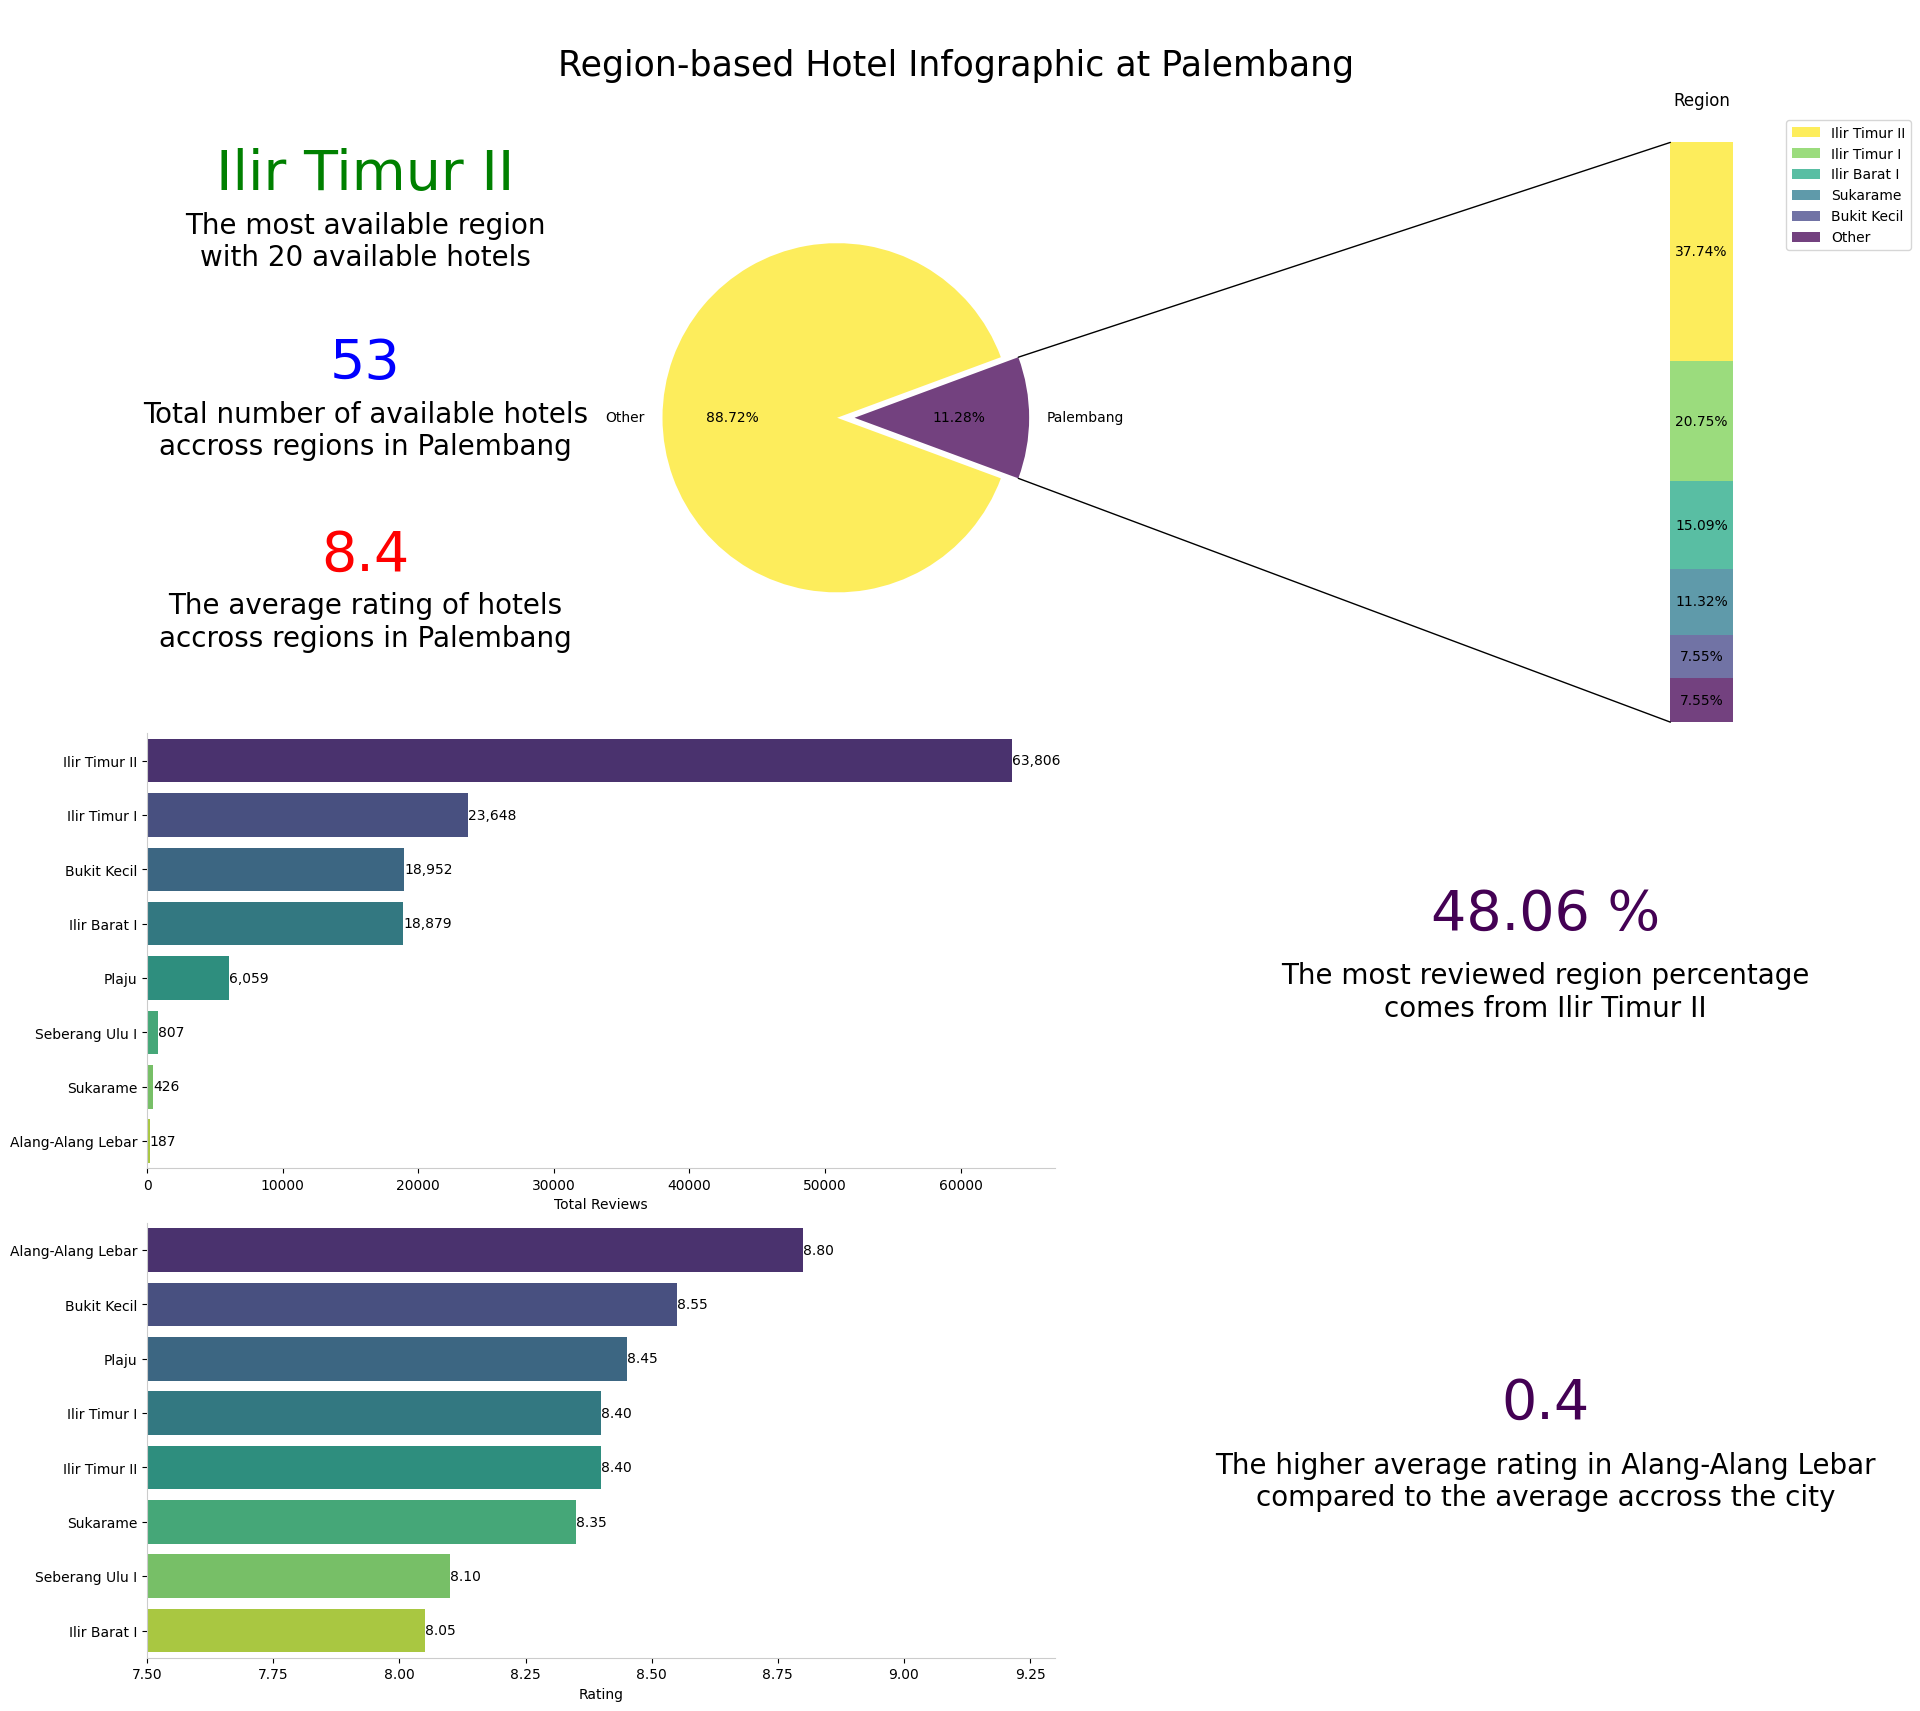 Region-based Hotel Infographic at Palembang
Ilir Timur II
The most available region
with 20 available hotels
53
Total number of available hotels
accross regions in Palembang
8.4
The average rating of hotels
accross regions in Palembang
Other
88.72%
11.28%
Palembang
Region
37.74%
20.75%
15.09%
11.32%
7.55%
7.55%
Ilir Timur II
Ilir Timur I
Ilir Barat I
Sukarame
Bukit Kecil
Other
Ilir Timur II 63,806
Ilir Timur I 23,648
Bukit Kecil 18,952
Ilir Barat I 18,879
Plaju 6,059
Seberang Ulu I 807
Sukarame 426
Alang-Alang Lebar 187
0 10000 20000 30000 40000 50000 60000
Total Reviews
48.06 %
The most reviewed region percentage
comes from Ilir Timur II
Alang-Alang Lebar 8.80
Bukit Kecil 8.55
Plaju 8.45
Ilir Timur I 8.40
Ilir Timur II 8.40
Sukarame 8.35
Seberang Ulu I 8.10
Ilir Barat I 8.05
7.50 7.75 8.00 8.25 8.50 8.75 9.00 9.25
Rating
0.4
The higher average rating in Alang-Alang Lebar
compared to the average accross the city